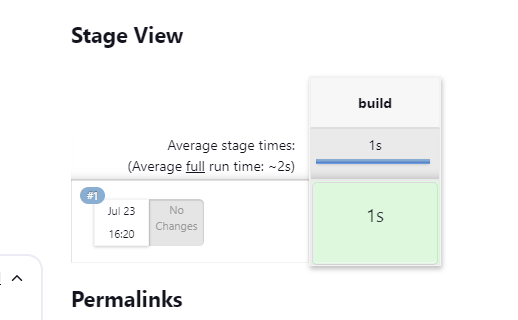 Stage View
build
Average stage times:
1s
(Average full run time: ~2s)
#1
Jul 23
No
16:20
Changes
1s
Permalinks